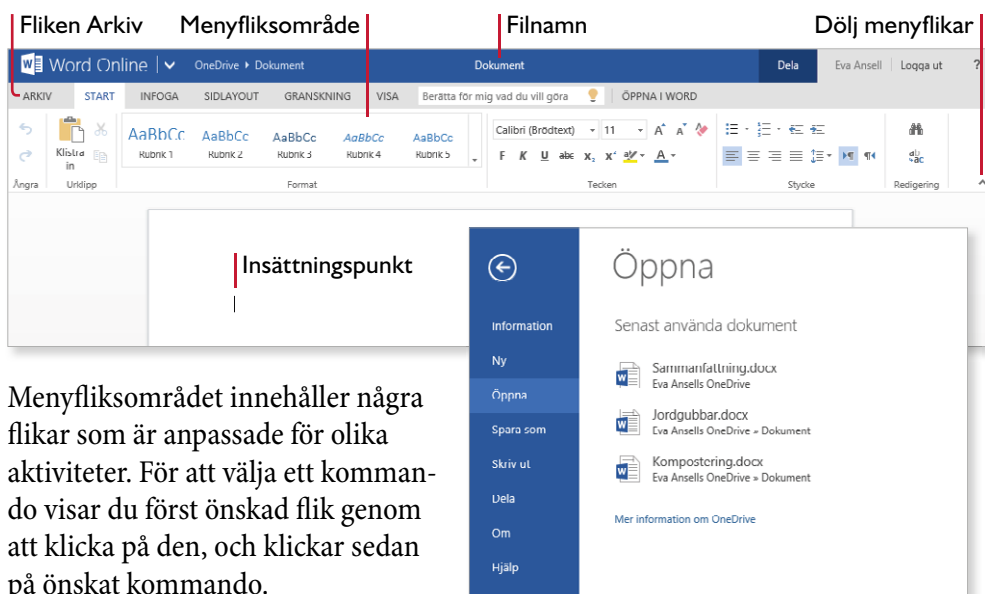 Fliken Arkiv Menyfliksområde Filnamn Dölj menyflikar
Word Online OneDrive Dokument Dokument Dela Eva Ansell Logga ut ?
ARKIV START INFOGA SIDLAYOUT GRANSKNING VISA Berätta för mig vad du vill göra ÖPPNA I WORD
AaBbCc AaBbCc AaBbCc AaBbCc AaBbCc Calibri (Brödtext) 11 A A
Klistra in Rubrik 1 Rubrik 2 Rubrik 3 Rubrik 4 Rubrik 5 F K U abc x₂ x² A
Ångra Urklipp Format Tecken Stycke Redigering
Insättningspunkt
Menyfliksområdet innehåller några
flikar som är anpassade för olika
aktiviteter. För att välja ett komman-
do visar du först önskad flik genom
att klicka på den, och klickar sedan
på önskat kommando.
Information
Ny
Öppna
Spara som
Skriv ut
Dela
Om
Hjälp
Öppna
Senast använda dokument
Sammanfattning.docx
Eva Ansells OneDrive
Jordgubbar.docx
Eva Ansells OneDrive » Dokument
Kompostering.docx
Eva Ansells OneDrive » Dokument
Mer information om OneDrive